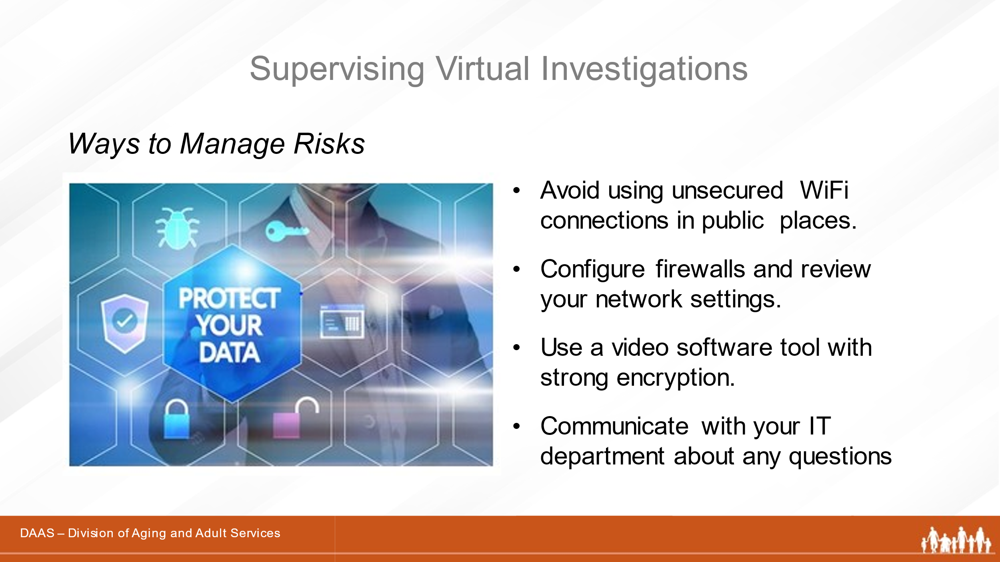 Supervising Virtual Investigations
Ways to Manage Risks
PROTECT
YOUR
DATA
• Avoid using unsecured WiFi
connections in public places.
• Configure firewalls and review
your network settings.
• Use a video software tool with
strong encryption.
• Communicate with your IT
department about any questions
DAAS – Division of Aging and Adult Services